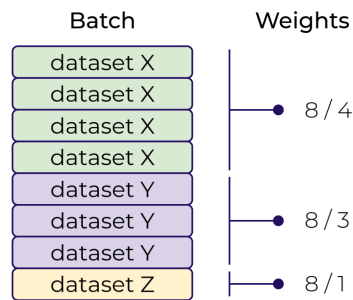 Batch
Weights
dataset X
dataset X
dataset X
dataset X
8 / 4
dataset Y
dataset Y
dataset Y
8 / 3
dataset Z
8 / 1